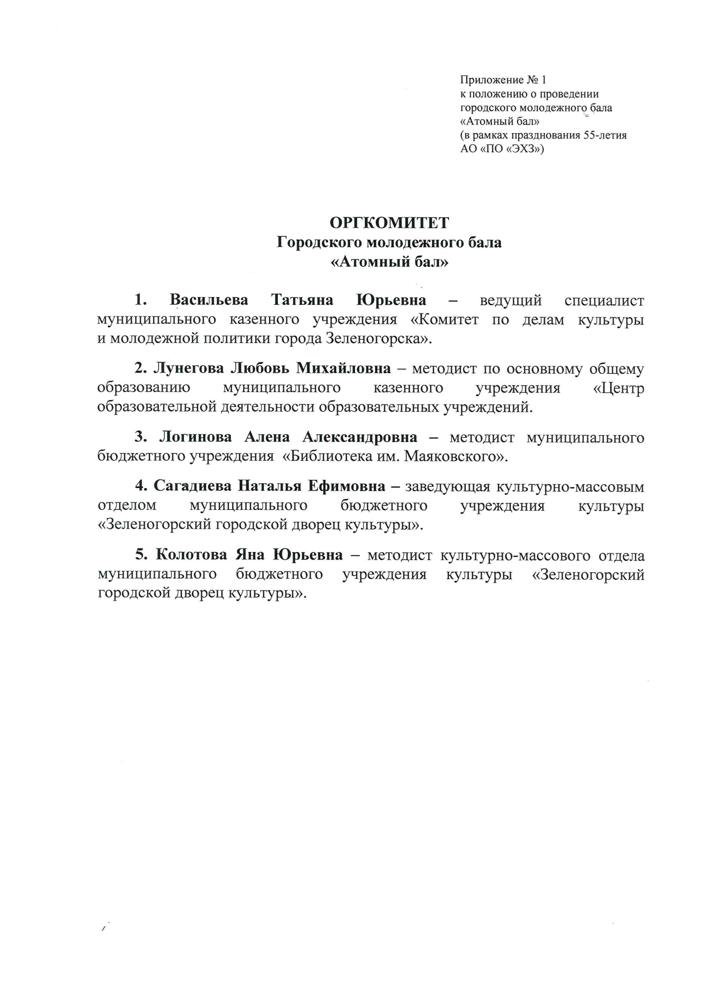 Приложение № 1
к положению о проведении
городского молодежного бала
«Атомный бал»
(в рамках празднования 55-летия
АО «ПО «ЭХЗ»)
ОРГКОМИТЕТ
Городского молодежного бала
«Атомный бал»
1. Васильева Татьяна Юрьевна – ведущий специалист
муниципального казенного учреждения «Комитет по делам культуры
и молодежной политики города Зеленогорска».
2. Лунегова Любовь Михайловна – методист по основному общему
образованию муниципального казенного учреждения «Центр
образовательной деятельности образовательных учреждений.
3. Логинова Алена Александровна – методист муниципального
бюджетного учреждения «Библиотека им. Маяковского».
4. Сагадиева Наталья Ефимовна – заведующая культурно-массовым
отделом муниципального бюджетного учреждения культуры
«Зеленогорский городской дворец культуры».
5. Колотова Яна Юрьевна – методист культурно-массового отдела
муниципального бюджетного учреждения культуры «Зеленогорский
городской дворец культуры».